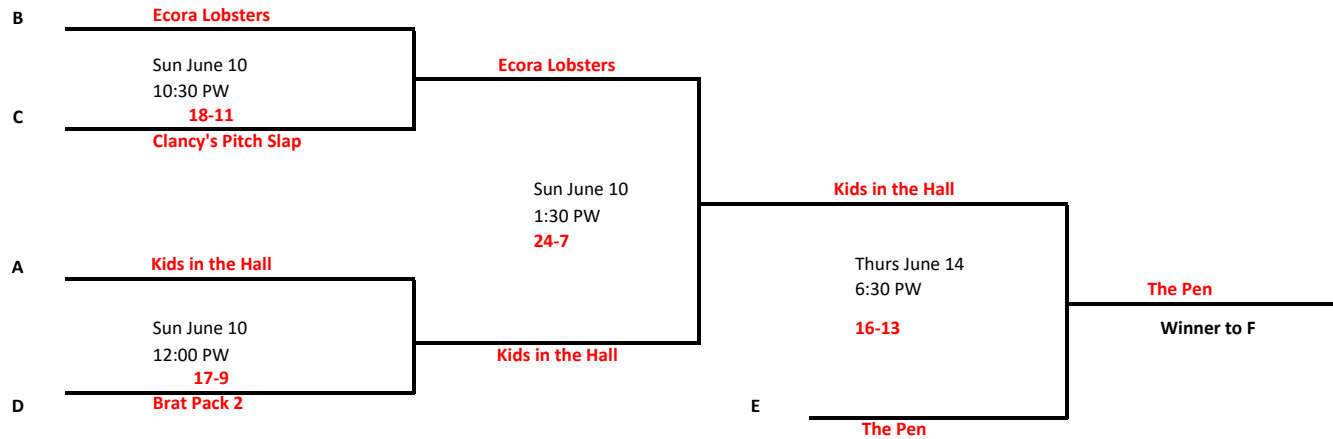 B
Ecora Lobsters
Sun June 10
10:30 PW
18-11
C
Clancy's Pitch Slap
Ecora Lobsters
Sun June 10
1:30 PW
24-7
A
Kids in the Hall
Sun June 10
12:00 PW
17-9
D
Brat Pack 2
Kids in the Hall
Kids in the Hall
Thurs June 14
6:30 PW
16-13
E
The Pen
The Pen
Winner to F